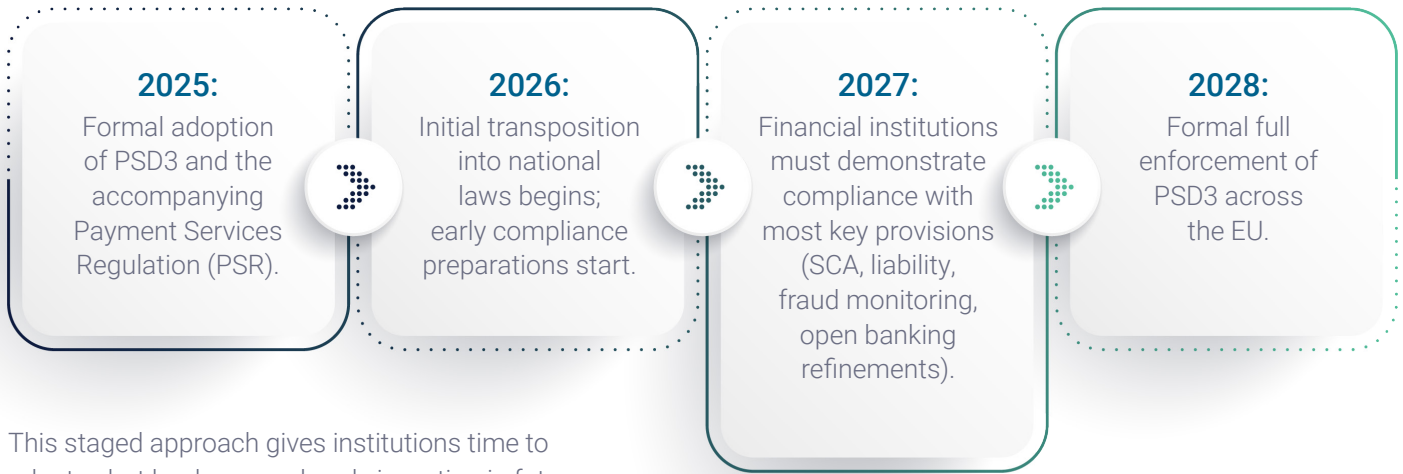 2025:
Formal adoption
of PSD3 and the
accompanying
Payment Services
Regulation (PSR).
2026:
Initial transposition
into national
laws begins;
early compliance
preparations start.
2027:
Financial institutions
must demonstrate
compliance with
most key provisions
(SCA, liability,
fraud monitoring,
open banking
refinements).
2028:
Formal full
enforcement of
PSD3 across
the EU.
This staged approach gives institutions time to